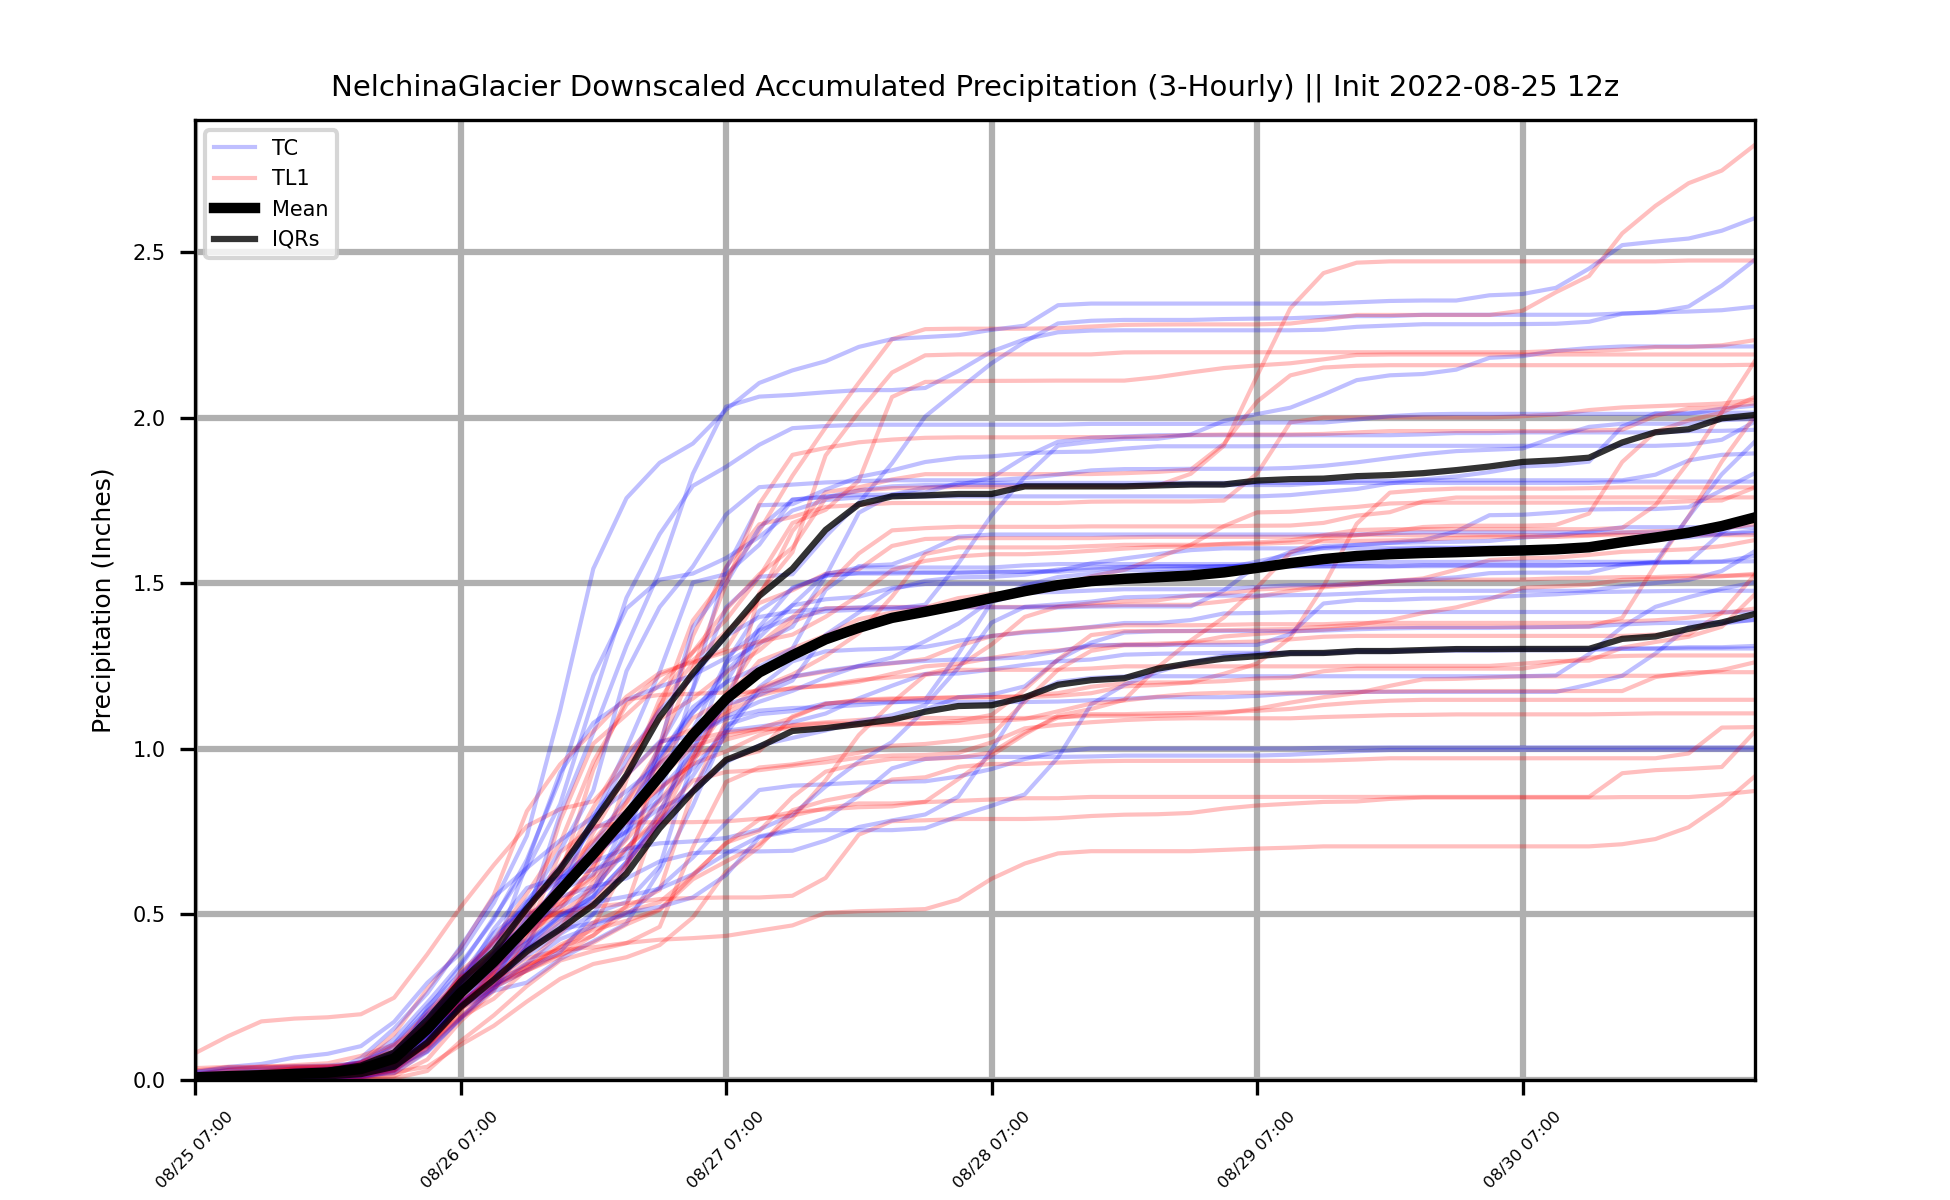 NelchinaGlacier Downscaled Accumulated Precipitation (3-Hourly) || Init 2022-08-25 12z
TC
TL1
Mean
IQRs
Precipitation (Inches)
2.5
2.0
1.5
1.0
0.5
0.0
08/25 07:00
08/26 07:00
08/27 07:00
08/28 07:00
08/29 07:00
08/30 07:00